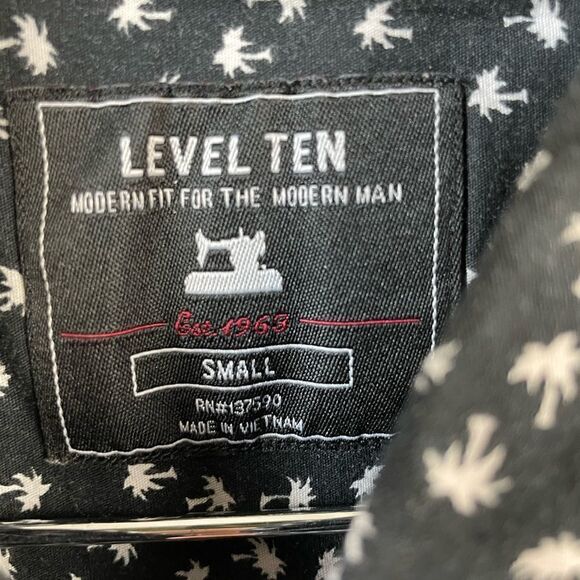 LEVEL TEN
MODERN FIT FOR THE MODERN MAN
Est. 1963
SMALL
RN#137590
MADE IN VIETNAM